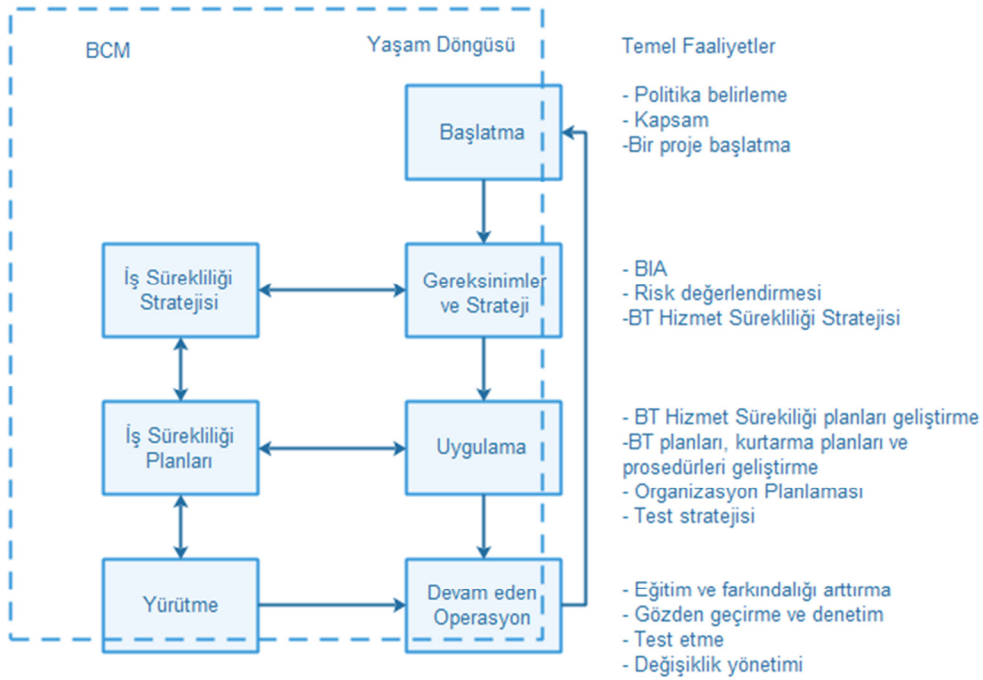 BCM
Yaşam Döngüsü
Temel Faaliyetler
Başlatma
- Politika belirleme
- Kapsam
-Bir proje başlatma
İş Sürekliliği
Stratejisi
Gereksinimler
ve Strateji
- BIA
- Risk değerlendirmesi
-BT Hizmet Sürekliliği Stratejisi
İş Sürekliliği
Planları
Uygulama
- BT Hizmet Sürekiliği planları geliştirme
-BT planları, kurtarma planları ve
prosedürleri geliştirme
- Organizasyon Planlaması
- Test stratejisi
Yürütme
Devam eden
Operasyon
- Eğitim ve farkındalığı arttırma
- Gözden geçirme ve denetim
- Test etme
- Değişiklik yönetimi